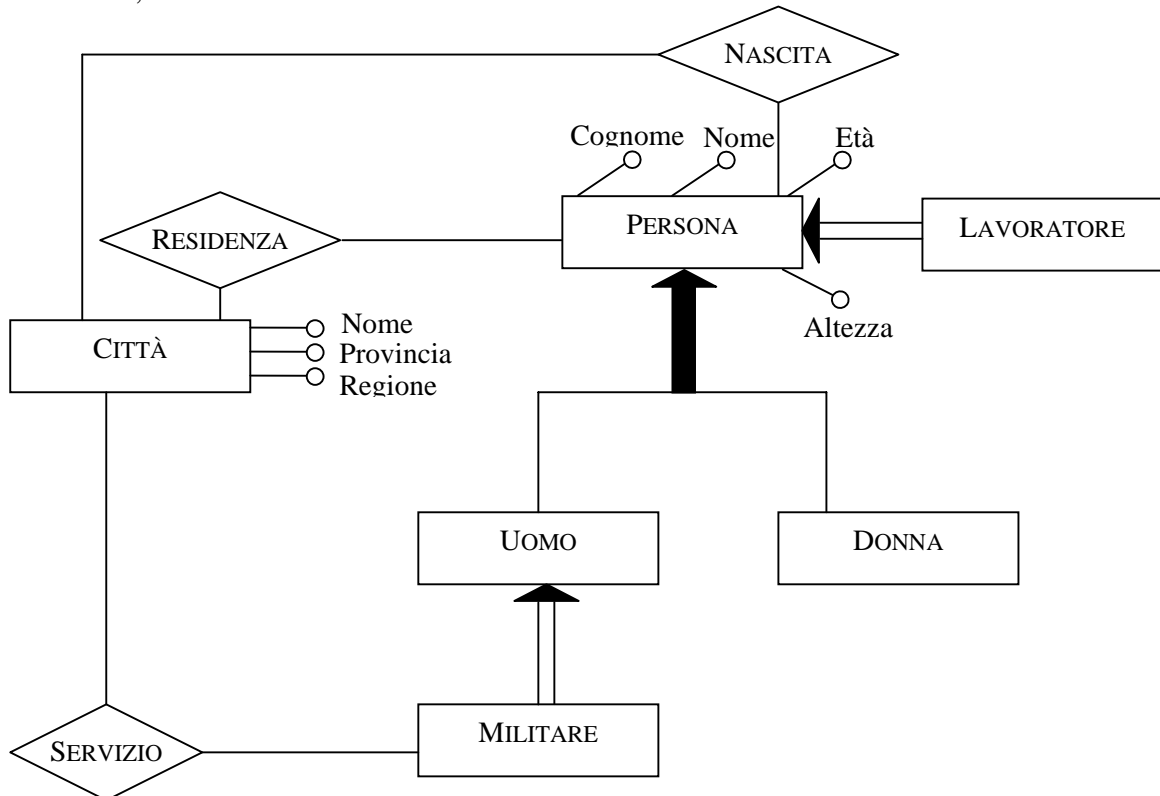 NASCITA
Cognome Nome Età
PERSONA
LAVORATORE
RESIDENZA
Altezza
CITTÀ
Nome
Provincia
Regione
UOMO
DONNA
MILITARE
SERVIZIO